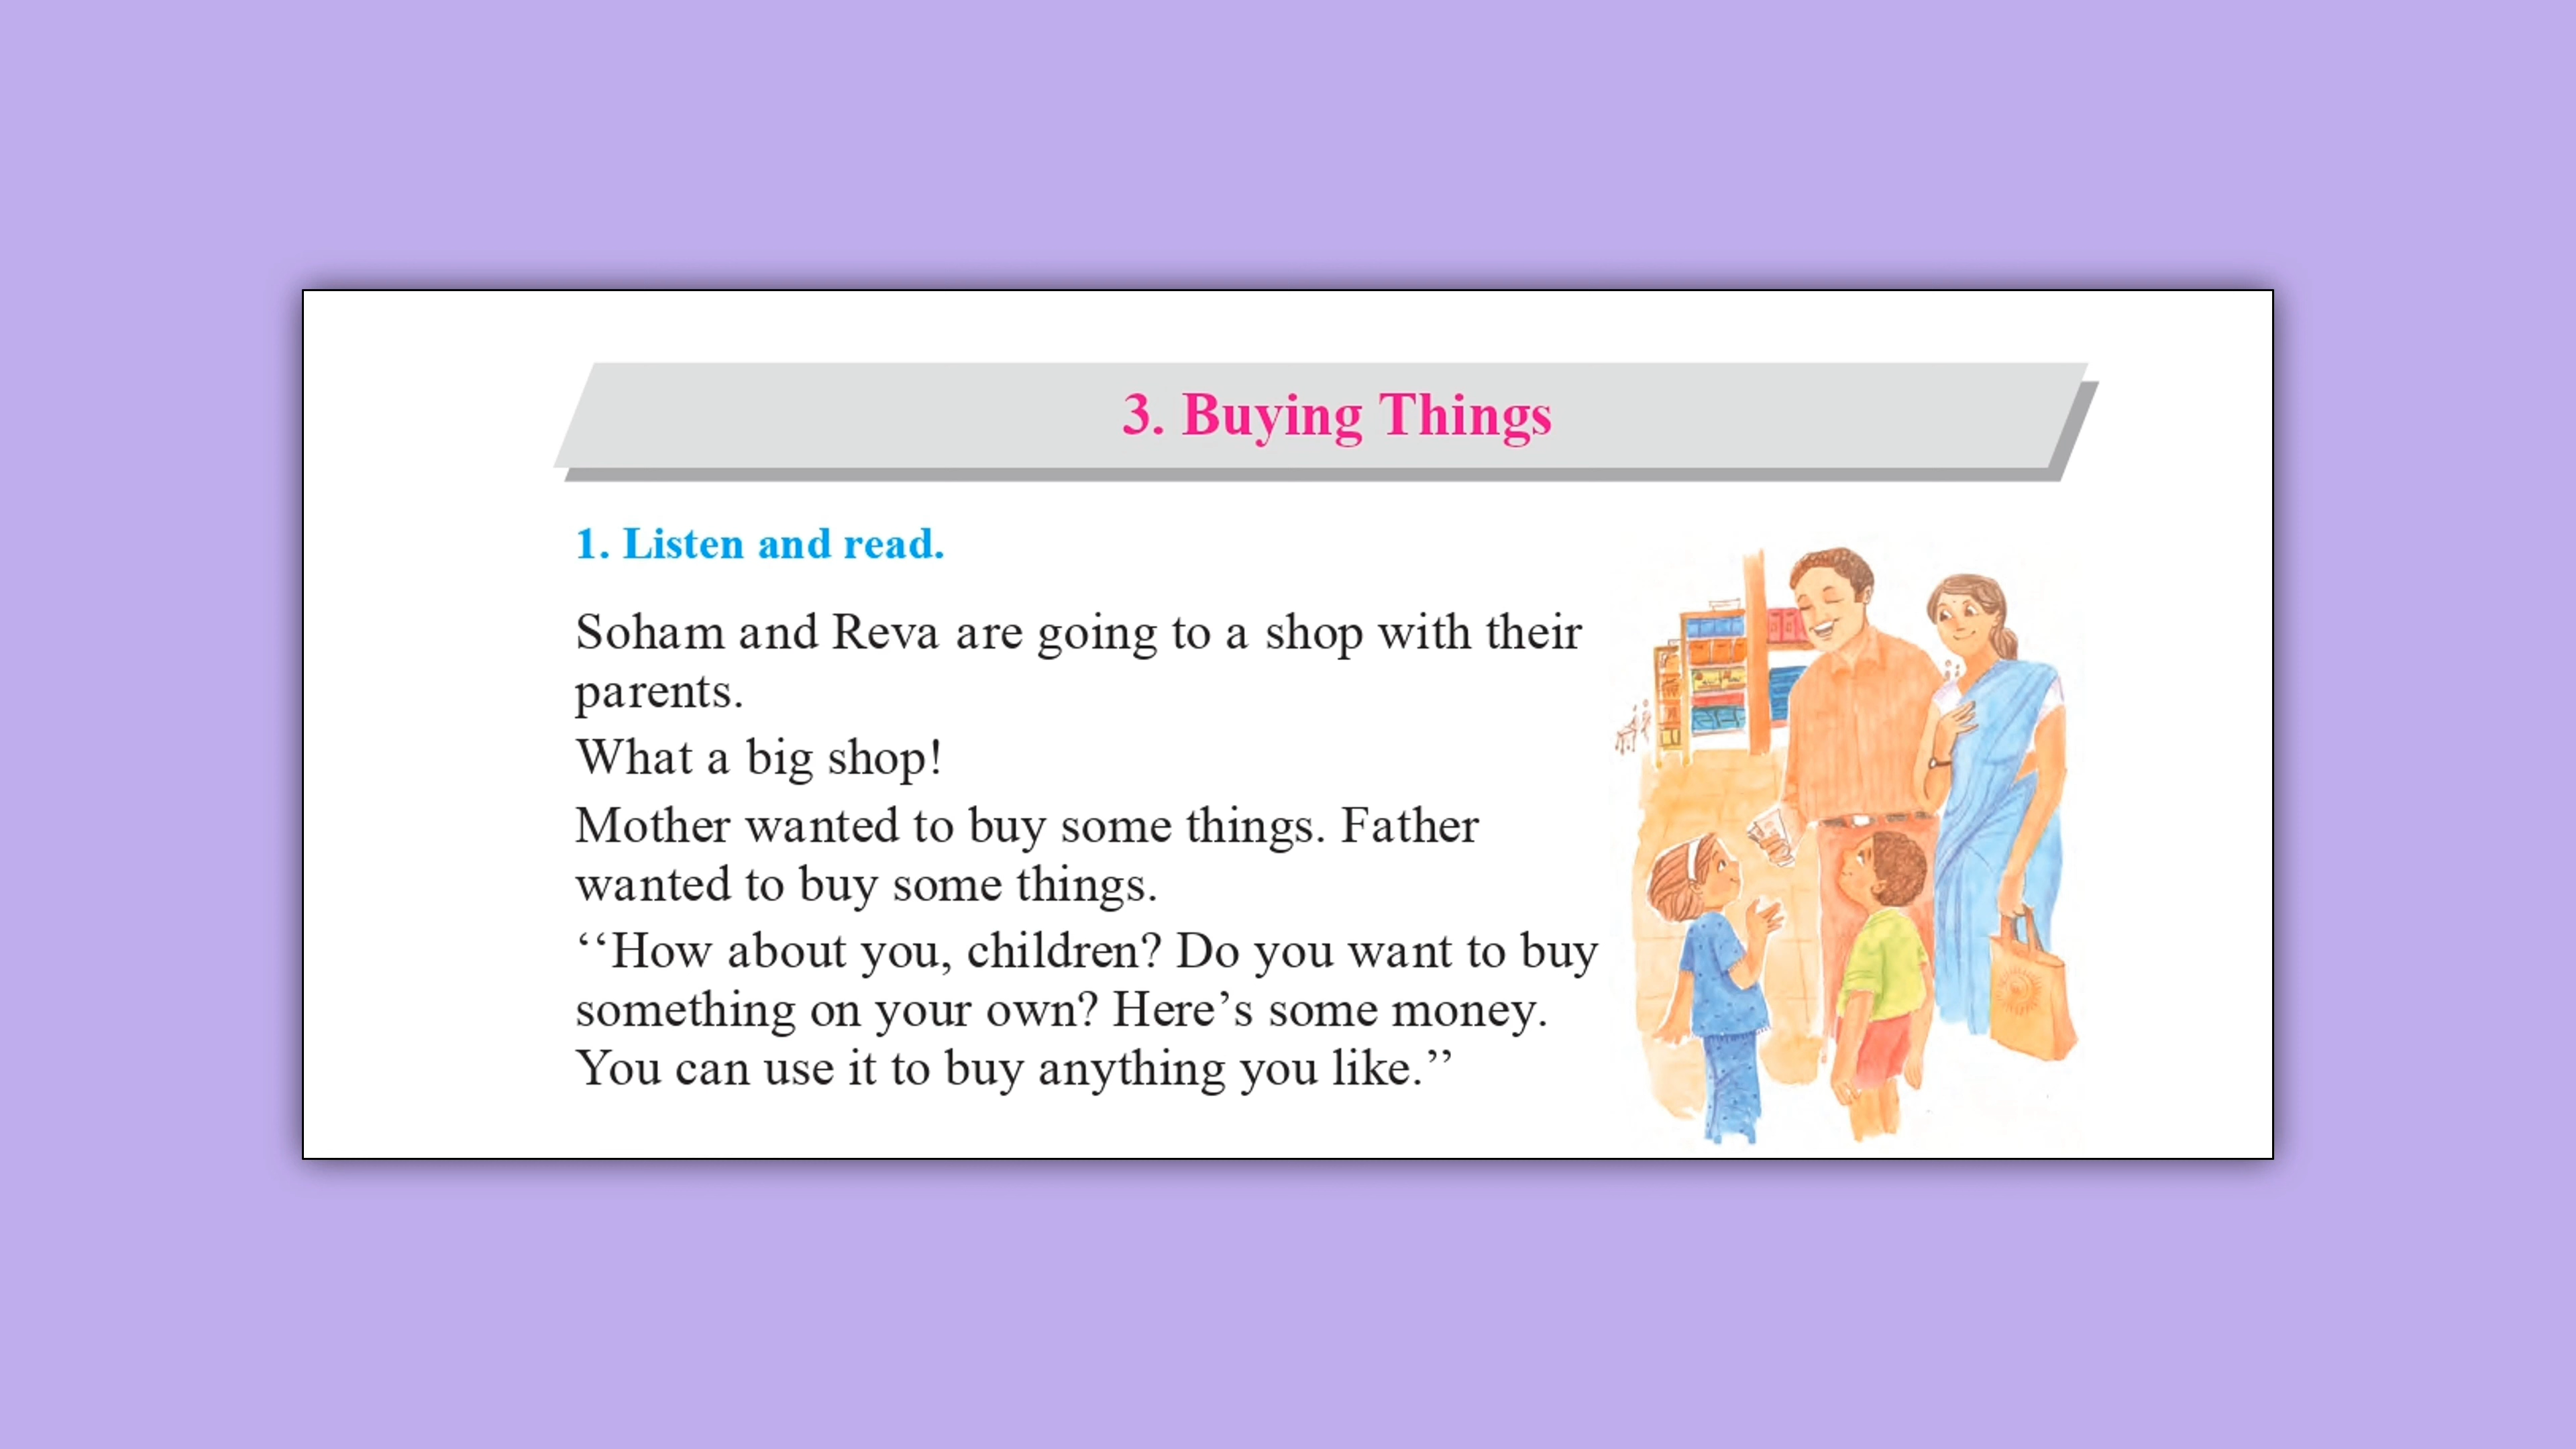 3. Buying Things
1. Listen and read.
Soham and Reva are going to a shop with their
parents.
What a big shop!
Mother wanted to buy some things. Father
wanted to buy some things.
‘‘How about you, children? Do you want to buy
something on your own? Here’s some money.
You can use it to buy anything you like.’’